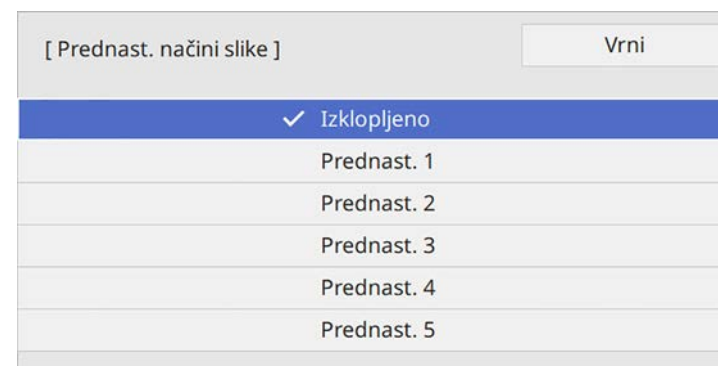 [ Prednast. načini slike ]
Vrni
✓ Izklopljeno
Prednast. 1
Prednast. 2
Prednast. 3
Prednast. 4
Prednast. 5